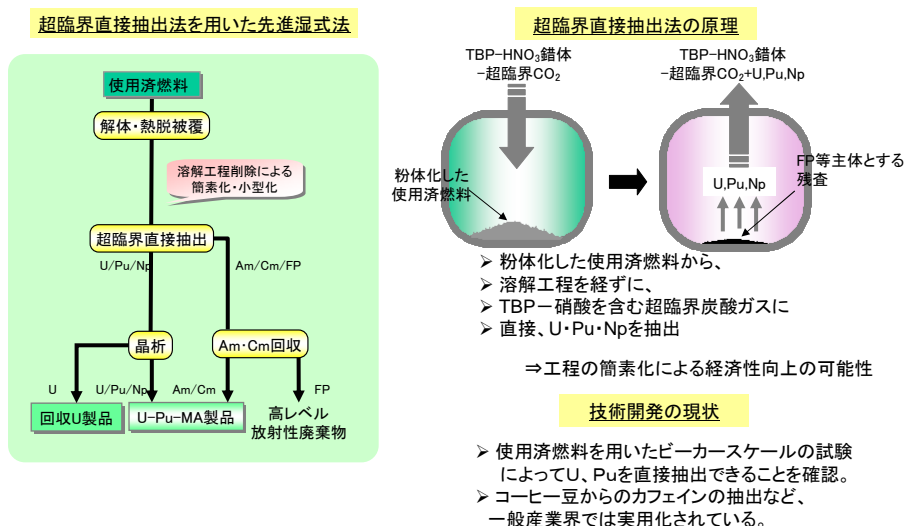 超臨界直接抽出法を用いた先進湿式法
使用済燃料
解体・熱脱被覆
溶解工程削除による
簡素化・小型化
超臨界直接抽出
U/Pu/Np
Am/Cm/FP
晶析
Am・Cm回収
U
U/Pu/Np
Am/Cm
FP
回収U製品
U-Pu-MA製品
高レベル
放射性廃棄物
超臨界直接抽出法の原理
TBP-HNO₃錯体
-超臨界CO₂
TBP-HNO₃錯体
-超臨界CO₂+U,Pu,Np
粉体化した
使用済燃料
U,Pu,Np
FP等主体とする
残査
➢ 粉体化した使用済燃料から、
➢ 溶解工程を経ずに、
➢ TBP-硝酸を含む超臨界炭酸ガスに
➢ 直接、U・Pu・Npを抽出
⇒工程の簡素化による経済性向上の可能性
技術開発の現状
➢ 使用済燃料を用いたビーカースケールの試験
によってU、Puを直接抽出できることを確認。
➢ コーヒー豆からのカフェインの抽出など、
一般産業界では実用化されている。